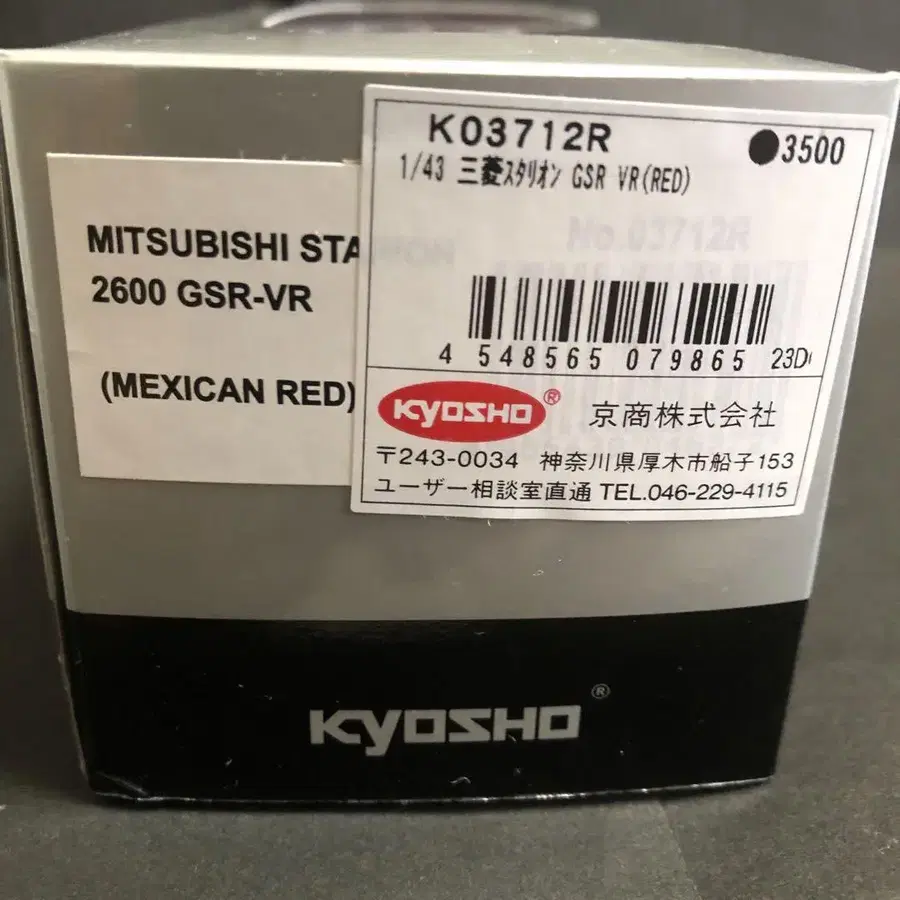 MITSUBISHI STARION
2600 GSR-VR
(MEXICAN RED)
K03712R
●3500
1/43 三菱スタリオン GSR VR(RED)
No.03712R
4 548565 079865 23D
KYOSHO® 京商株式会社
〒243-0034 神奈川県厚木市船子153
ユーザー相談室直通 TEL.046-229-4115
KYOSHO®